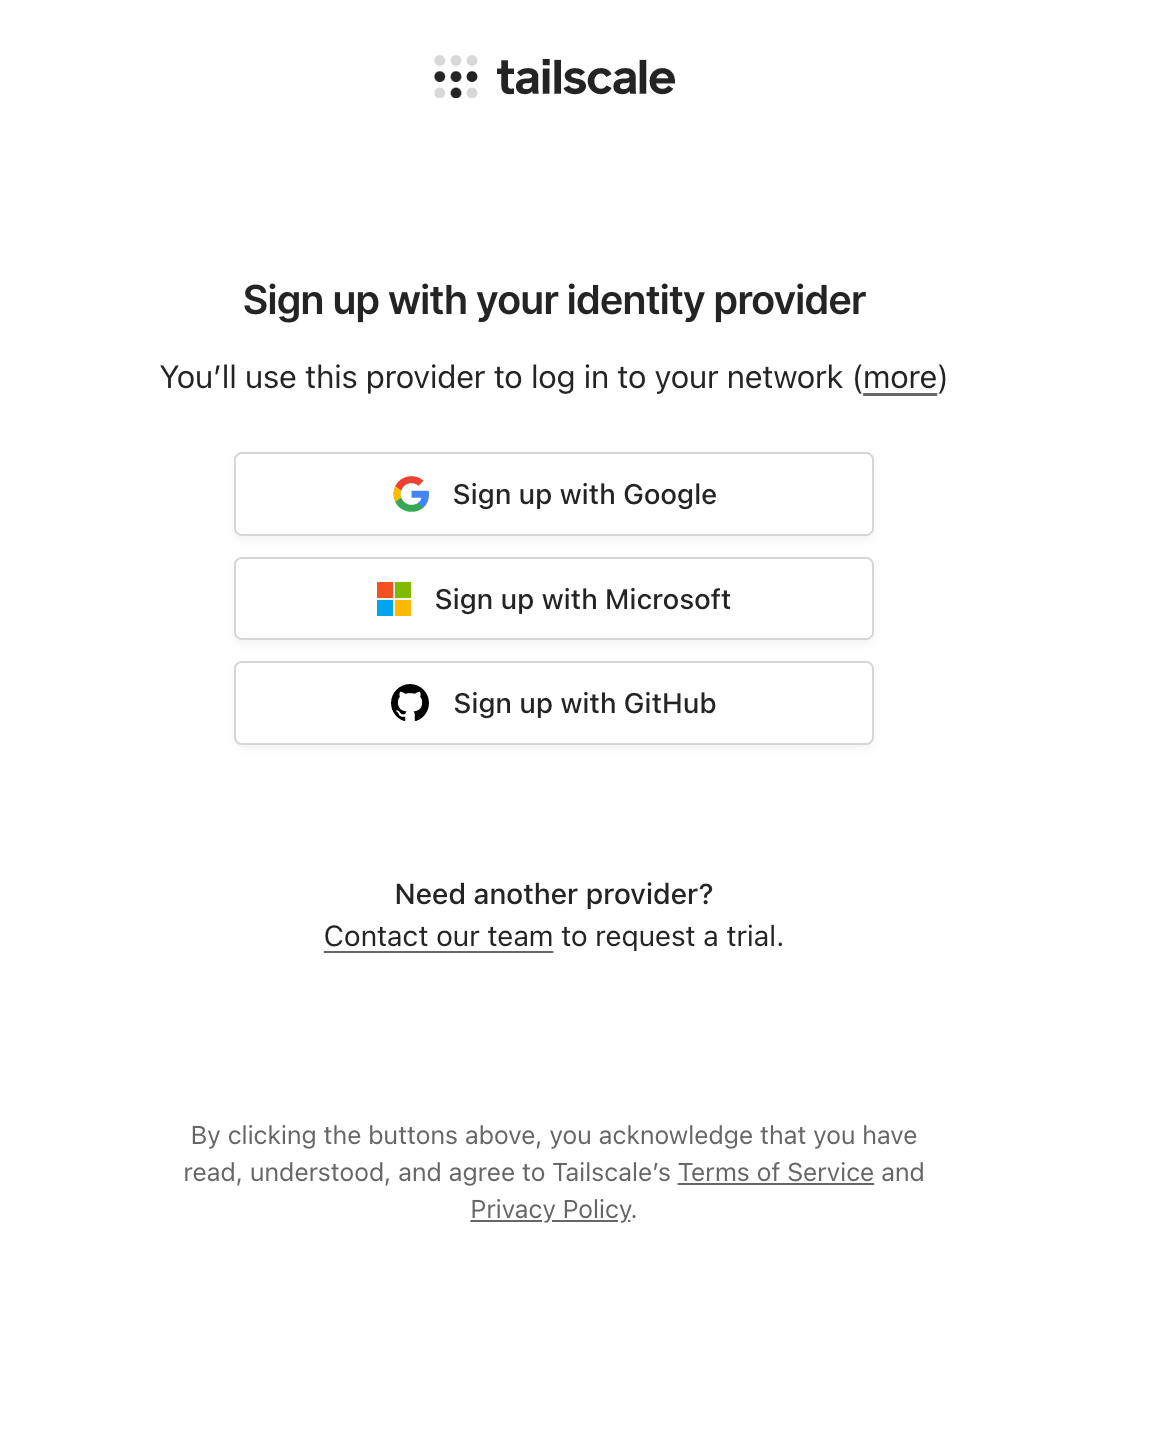 tailscale
Sign up with your identity provider
You’ll use this provider to log in to your network (more)
Sign up with Google
Sign up with Microsoft
Sign up with GitHub
Need another provider?
Contact our team to request a trial.
By clicking the buttons above, you acknowledge that you have
read, understood, and agree to Tailscale’s Terms of Service and
Privacy Policy.